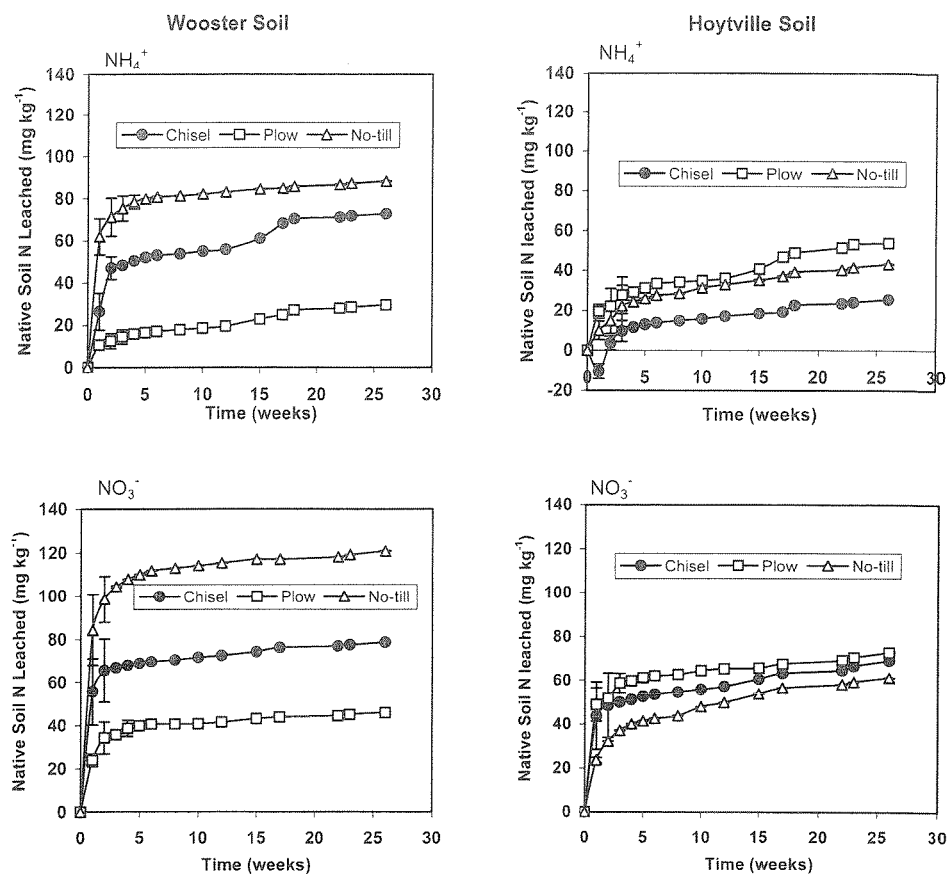 Wooster Soil
Hoytville Soil
NH₄⁺
140
120
100
80
60
40
20
0
Native Soil N Leached (mg kg⁻¹)
Chisel Plow No-till
0 5 10 15 20 25 30
Time (weeks)
NH₄⁺
140
120
100
80
60
40
20
0
-20
Native Soil N leached (mg kg⁻¹)
Chisel Plow No-till
0 5 10 15 20 25 30
Time (weeks)
NO₃⁻
140
120
100
80
60
40
20
0
Native Soil N Leached (mg kg⁻¹)
Chisel Plow No-till
0 5 10 15 20 25 30
Time (weeks)
NO₃⁻
140
120
100
80
60
40
20
0
Native Soil N leached (mg kg⁻¹)
Chisel Plow No-till
0 5 10 15 20 25 30
Time (weeks)